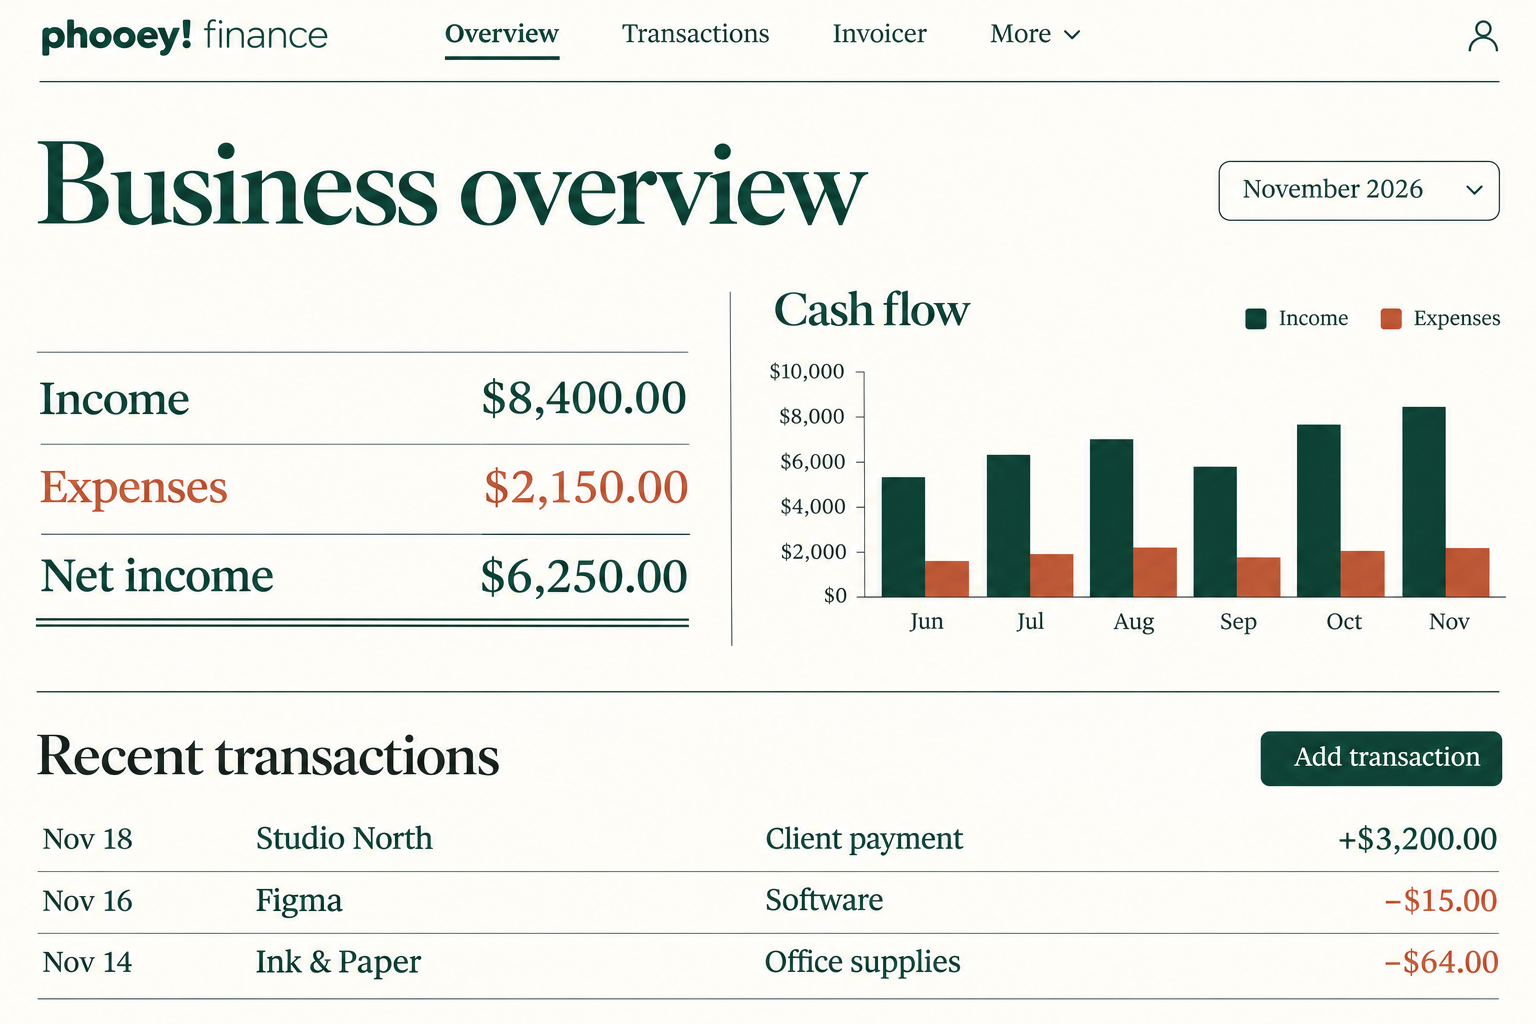 phooey! finance
Overview
Transactions
Invoicer
More
Business overview
November 2026
Income $8,400.00
Expenses $2,150.00
Net income $6,250.00
Cash flow
Income
Expenses
$10,000
$8,000
$6,000
$4,000
$2,000
$0
Jun Jul Aug Sep Oct Nov
Recent transactions
Add transaction
Nov 18 Studio North Client payment +$3,200.00
Nov 16 Figma Software −$15.00
Nov 14 Ink & Paper Office supplies −$64.00